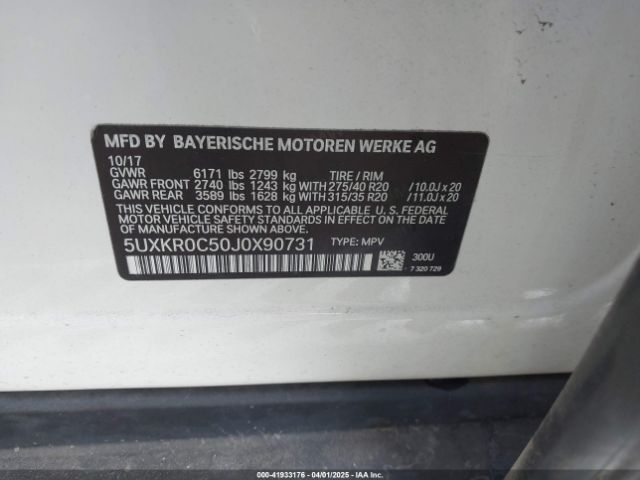 MFD BY BAYERISCHE MOTOREN WERKE AG
10/17
GVWR 6171 lbs 2799 kg TIRE / RIM
GAWR FRONT 2740 lbs 1243 kg WITH 275/40 R20 /10.0J x 20
GAWR REAR 3589 lbs 1628 kg WITH 315/35 R20 /11.0J x 20
THIS VEHICLE CONFORMS TO ALL APPLICABLE U. S. FEDERAL
MOTOR VEHICLE SAFETY STANDARDS IN EFFECT ON THE
DATE OF MANUFACTURE SHOWN ABOVE.
5UXKR0C50J0X90731 TYPE: MPV
300U
7 320 729
000-41933176 - 04/01/2025 - IAA Inc.